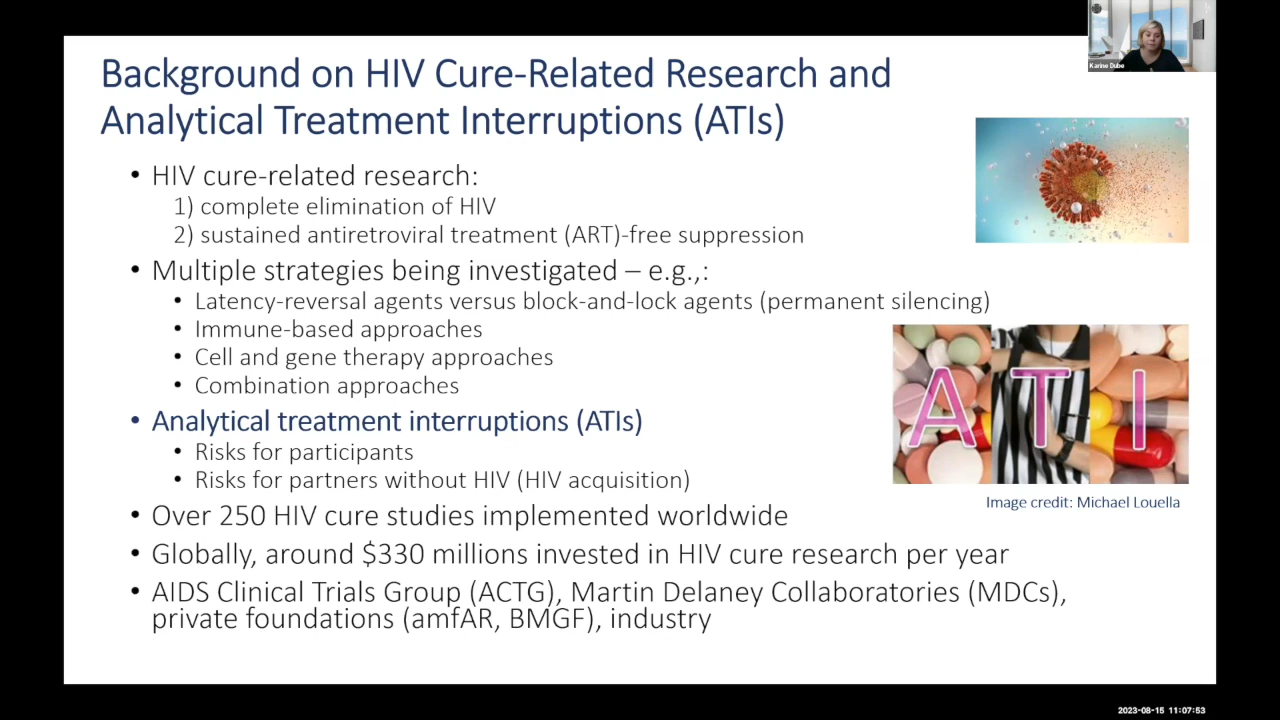 Karine Dube
Background on HIV Cure-Related Research and
Analytical Treatment Interruptions (ATIs)
• HIV cure-related research:
1) complete elimination of HIV
2) sustained antiretroviral treatment (ART)-free suppression
• Multiple strategies being investigated – e.g.,:
• Latency-reversal agents versus block-and-lock agents (permanent silencing)
• Immune-based approaches
• Cell and gene therapy approaches
• Combination approaches
• Analytical treatment interruptions (ATIs)
• Risks for participants
• Risks for partners without HIV (HIV acquisition)
ATI
Image credit: Michael Louella
• Over 250 HIV cure studies implemented worldwide
• Globally, around $330 millions invested in HIV cure research per year
• AIDS Clinical Trials Group (ACTG), Martin Delaney Collaboratories (MDCs),
private foundations (amfAR, BMGF), industry
2023-08-15 11:07:53